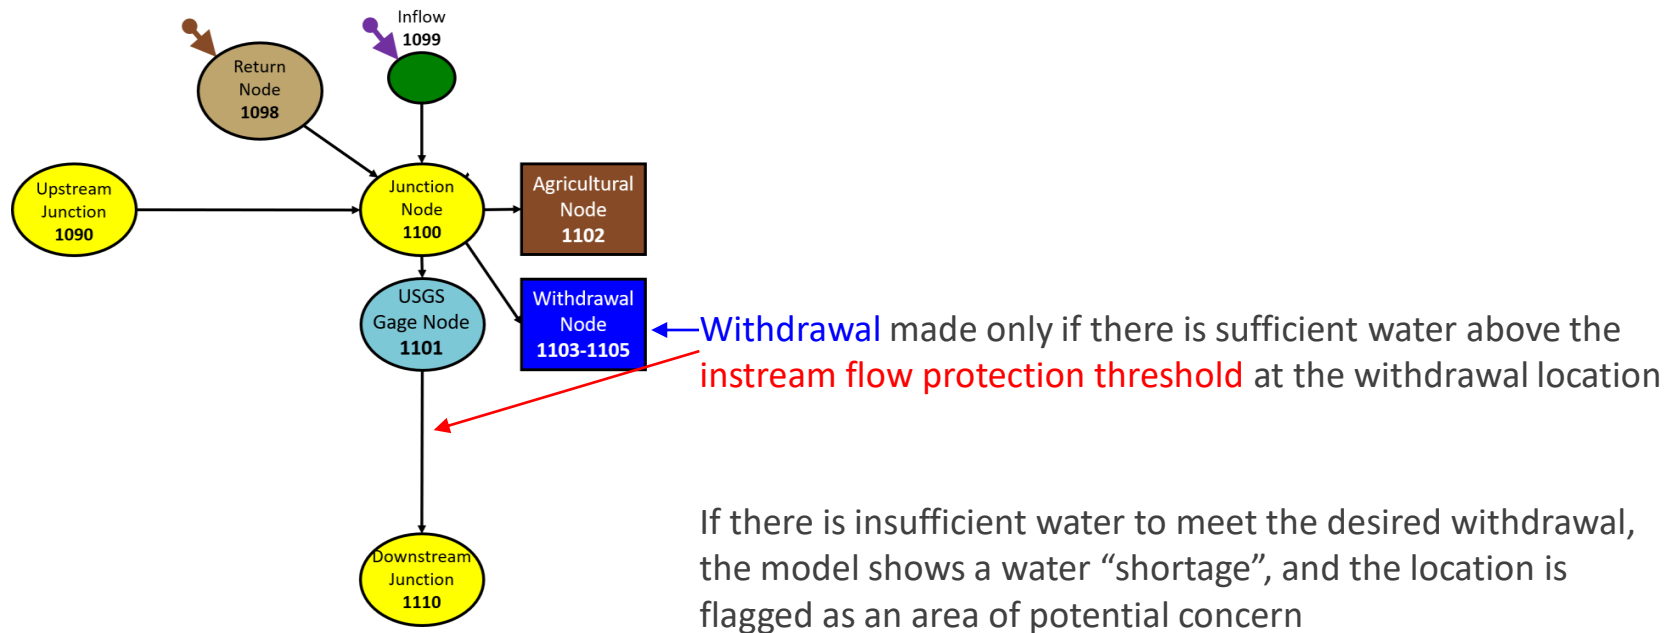 Inflow
1099
Return
Node
1098
Upstream
Junction
1090
Junction
Node
1100
Agricultural
Node
1102
USGS
Gage Node
1101
Withdrawal
Node
1103-1105
Downstream
Junction
1110
Withdrawal made only if there is sufficient water above the
instream flow protection threshold at the withdrawal location
If there is insufficient water to meet the desired withdrawal,
the model shows a water “shortage”, and the location is
flagged as an area of potential concern